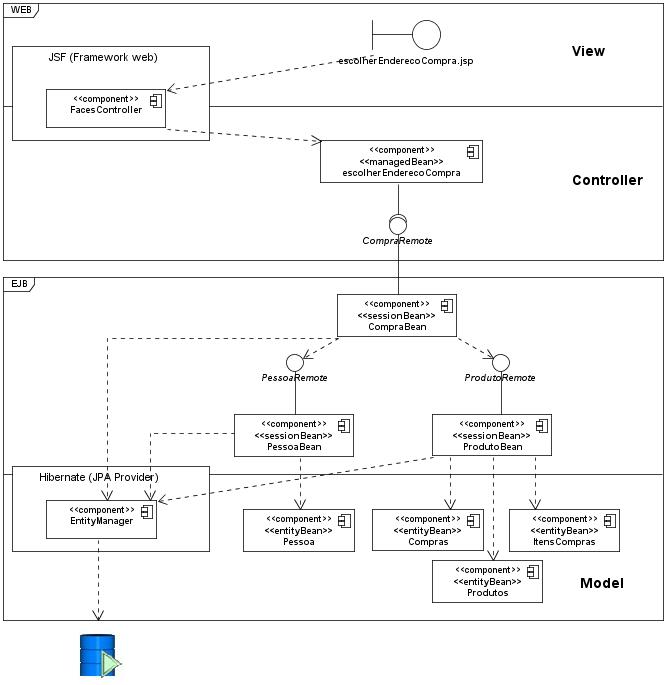 WEB
View
escolherEnderecoCompra.jsp
JSF (Framework web)
<<component>>
FacesController
<<component>>
<<managedBean>>
escolherEnderecoCompra
Controller
CompraRemote
EJB
<<component>>
<<sessionBean>>
CompraBean
PessoaRemote
ProdutoRemote
<<component>>
<<sessionBean>>
PessoaBean
<<component>>
<<sessionBean>>
ProdutoBean
Hibernate (JPA Provider)
<<component>>
EntityManager
<<component>>
<<entityBean>>
Pessoa
<<component>>
<<entityBean>>
Compras
<<component>>
<<entityBean>>
ItensCompras
<<component>>
<<entityBean>>
Produtos
Model